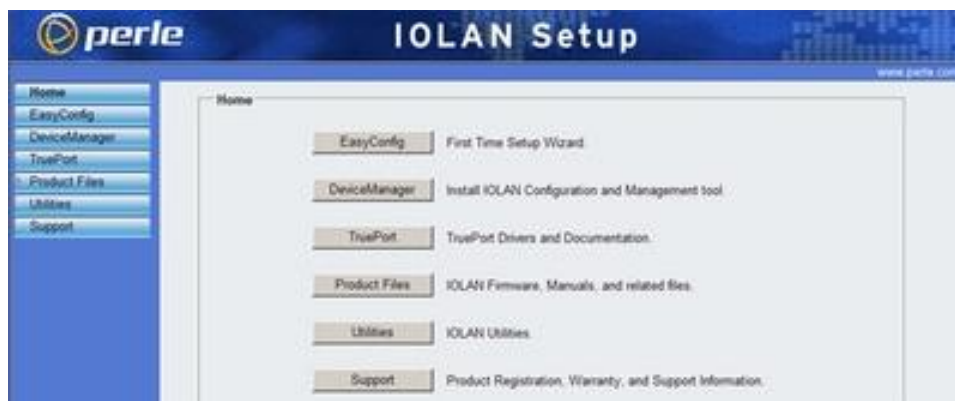 perle
IOLAN Setup
www.perle.com
Home
EasyConfig
DeviceManager
TruePort
Product Files
Utilities
Support
Home
EasyConfig First Time Setup Wizard.
DeviceManager Install IOLAN Configuration and Management tool.
TruePort TruePort Drivers and Documentation.
Product Files IOLAN Firmware, Manuals, and related files.
Utilities IOLAN Utilities.
Support Product Registration, Warranty, and Support Information.